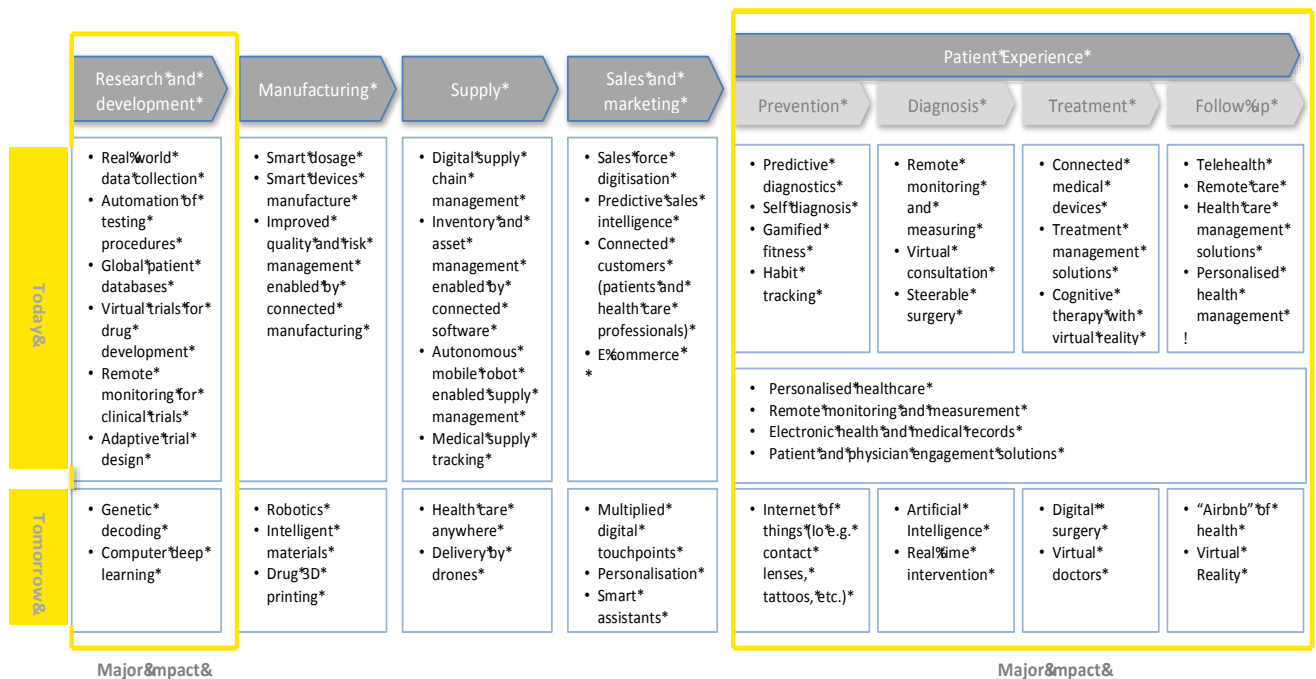 Research*and*
development*
Manufacturing*
Supply*
Sales*and*
marketing*
Patient*Experience*
Prevention*
Diagnosis*
Treatment*
Follow%up*
Today&
• Real%world*
data*collection*
• Automation*of*
testing*
procedures*
• Global*patient*
databases*
• Virtual*trials*for*
drug*
development*
• Remote*
monitoring*for*
clinical*trials*
• Adaptive*trial*
design*
• Smart*dosage*
• Smart*devices*
manufacture*
• Improved*
quality*and*risk*
management*
enabled*by*
connected*
manufacturing*
• Digital*supply*
chain*
management*
• Inventory*and*
asset*
management*
enabled*by*
connected*
software*
• Autonomous*
mobile*robot*
enabled*supply*
management*
• Medical*supply*
tracking*
• Sales*force*
digitisation*
• Predictive*sales*
intelligence*
• Connected*
customers*
(patients*and*
health*care*
professionals)*
• E%commerce*
*
• Predictive*
diagnostics*
• Self*diagnosis*
• Gamified*
fitness*
• Habit*
tracking*
• Remote*
monitoring*
and*
measuring*
• Virtual*
consultation*
• Steerable*
surgery*
• Connected*
medical*
devices*
• Treatment*
management*
solutions*
• Cognitive*
therapy*with*
virtual*reality*
• Telehealth*
• Remote*care*
• Health*care*
management*
solutions*
• Personalised*
health*
management*
!
• Personalised*healthcare*
• Remote*monitoring*and*measurement*
• Electronic*health*and*medical*records*
• Patient*and*physician*engagement*solutions*
Tomorrow&
• Genetic*
decoding*
• Computer*deep*
learning*
• Robotics*
• Intelligent*
materials*
• Drug*3D*
printing*
• Health*care*
anywhere*
• Delivery*by*
drones*
• Multiplied*
digital*
touchpoints*
• Personalisation*
• Smart*
assistants*
• Internet*of*
things*(Io*e.g.*
contact*
lenses,*
tattoos,*etc.)*
• Artificial*
Intelligence*
• Real%time*
intervention*
• Digital**
surgery*
• Virtual*
doctors*
• “Airbnb”*of*
health*
• Virtual*
Reality*
Major&impact&
Major&impact&